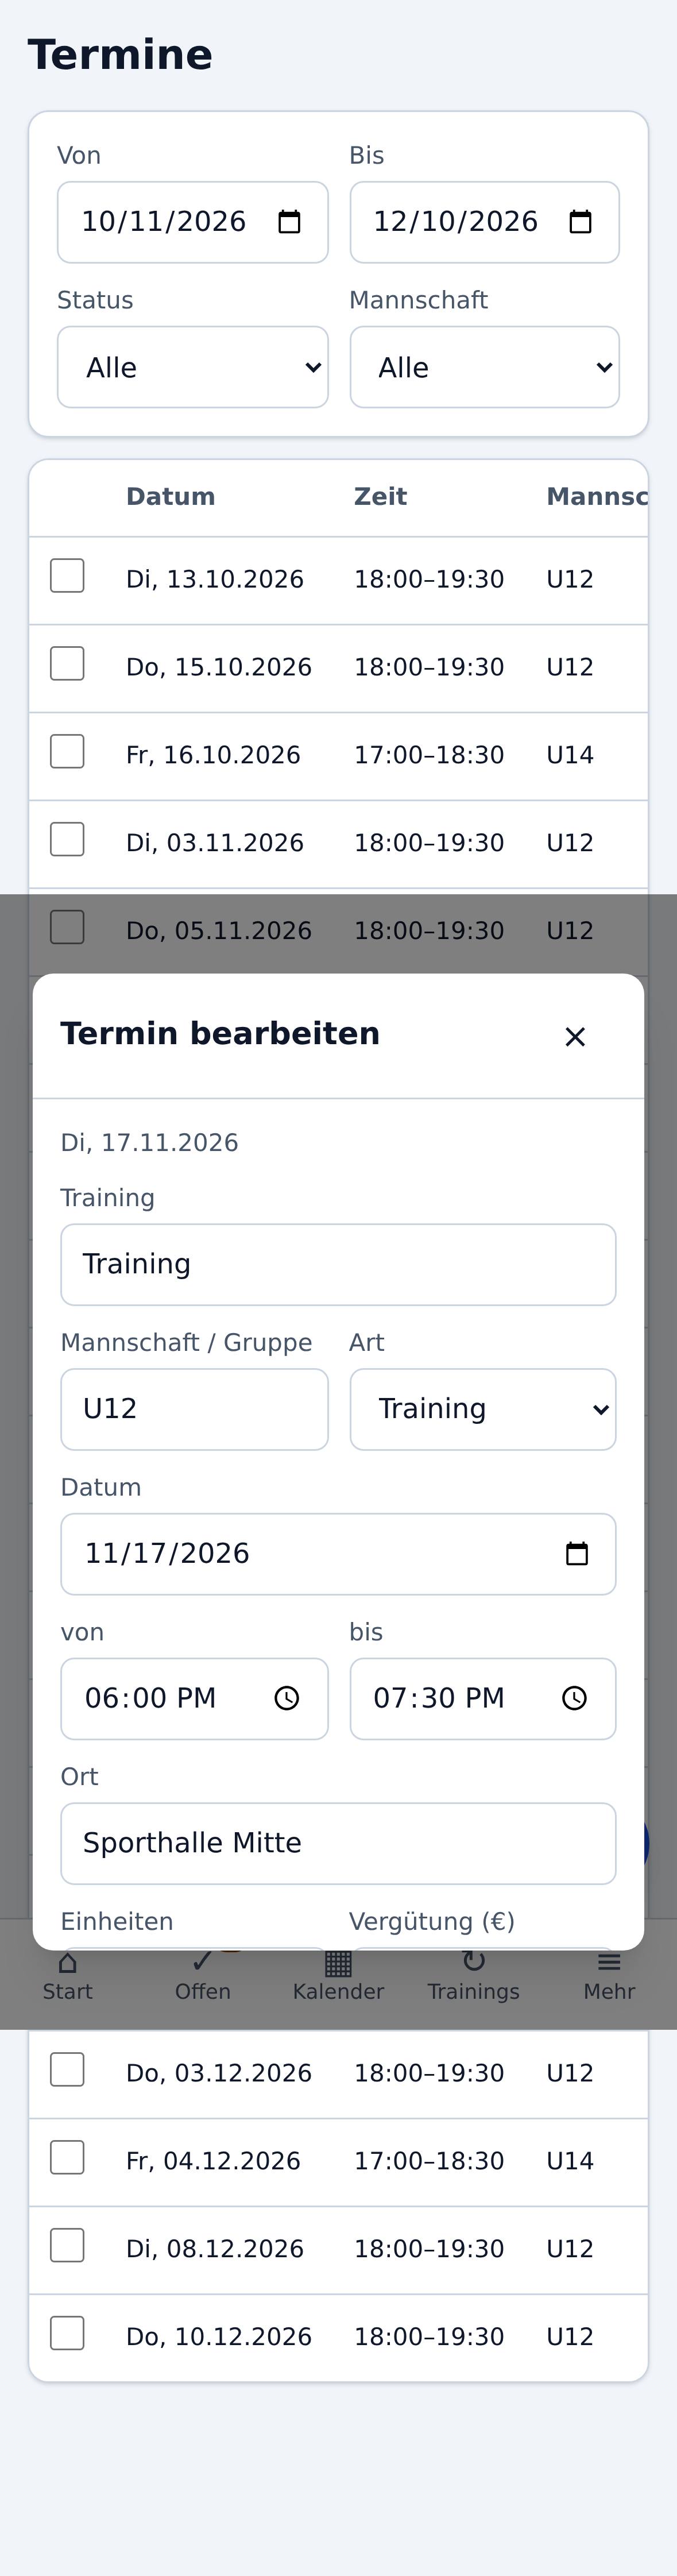 Termine
Von Bis
10/11/2026 12/10/2026
Status Mannschaft
Alle Alle
Datum Zeit
Di, 13.10.2026 18:00–19:30 U12
Do, 15.10.2026 18:00–19:30 U12
Fr, 16.10.2026 17:00–18:30 U14
Di, 03.11.2026 18:00–19:30 U12
Do, 05.11.2026 18:00–19:30 U12
Termin bearbeiten ×
Di, 17.11.2026
Training
Training
Mannschaft / Gruppe Art
U12 Training
Datum
11/17/2026
von bis
06:00 PM 07:30 PM
Ort
Sporthalle Mitte
Einheiten Vergütung (€)
Start Offen Kalender Trainings Mehr
Do, 03.12.2026 18:00–19:30 U12
Fr, 04.12.2026 17:00–18:30 U14
Di, 08.12.2026 18:00–19:30 U12
Do, 10.12.2026 18:00–19:30 U12